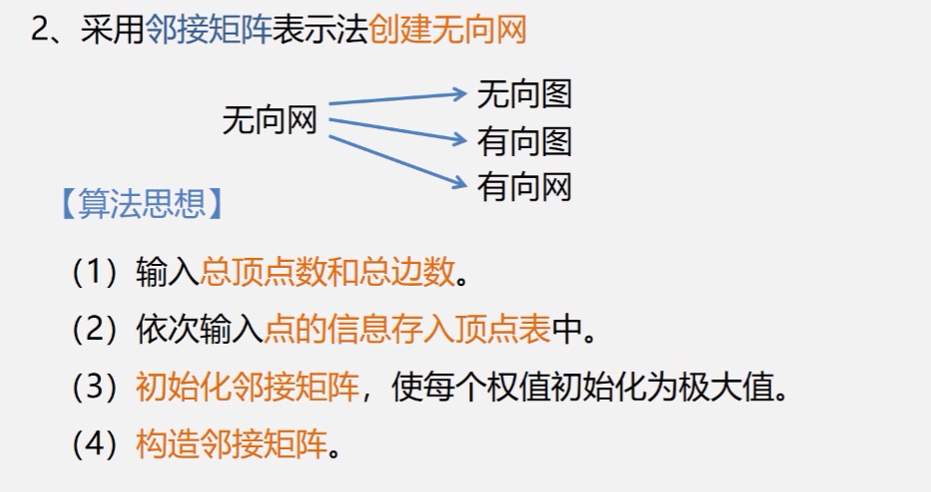 2、采用邻接矩阵表示法创建无向网
无向网
无向图
有向图
有向网
【算法思想】
（1）输入总顶点数和总边数。
（2）依次输入点的信息存入顶点表中。
（3）初始化邻接矩阵，使每个权值初始化为极大值。
（4）构造邻接矩阵。